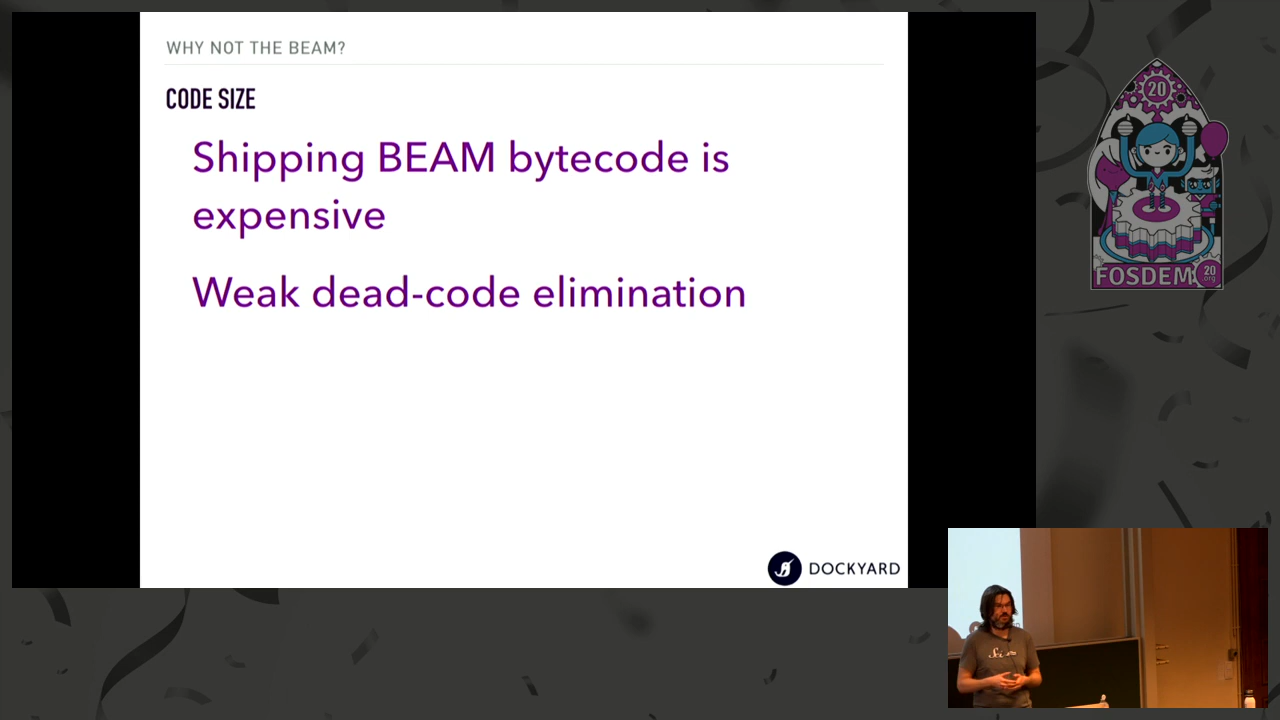 WHY NOT THE BEAM?
CODE SIZE
Shipping BEAM bytecode is
expensive
Weak dead-code elimination
DOCKYARD
20
FOSDEM
20
.org